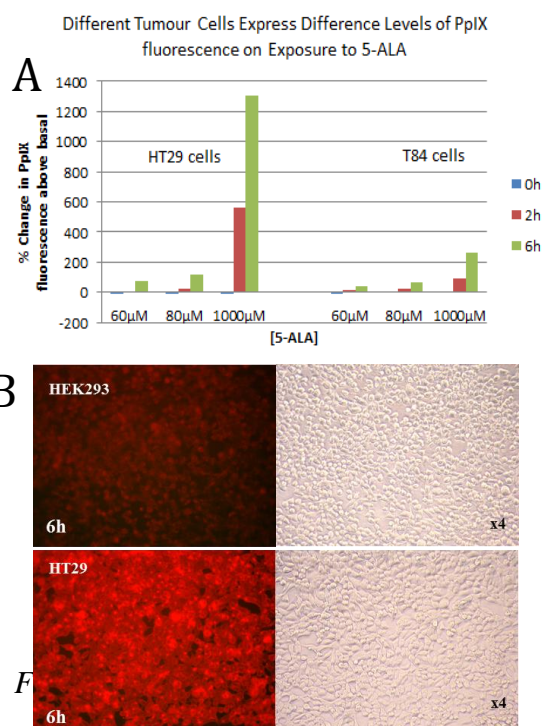 Different Tumour Cells Express Difference Levels of PpIX
fluorescence on Exposure to 5-ALA
A
% Change in PpIX
fluorescence above basal
1400
1200
1000
800
600
400
200
0
-200
HT29 cells
T84 cells
60µM 80µM 1000µM 60µM 80µM 1000µM
[5-ALA]
0h
2h
6h
B
HEK293
6h
x4
HT29
F
6h
x4